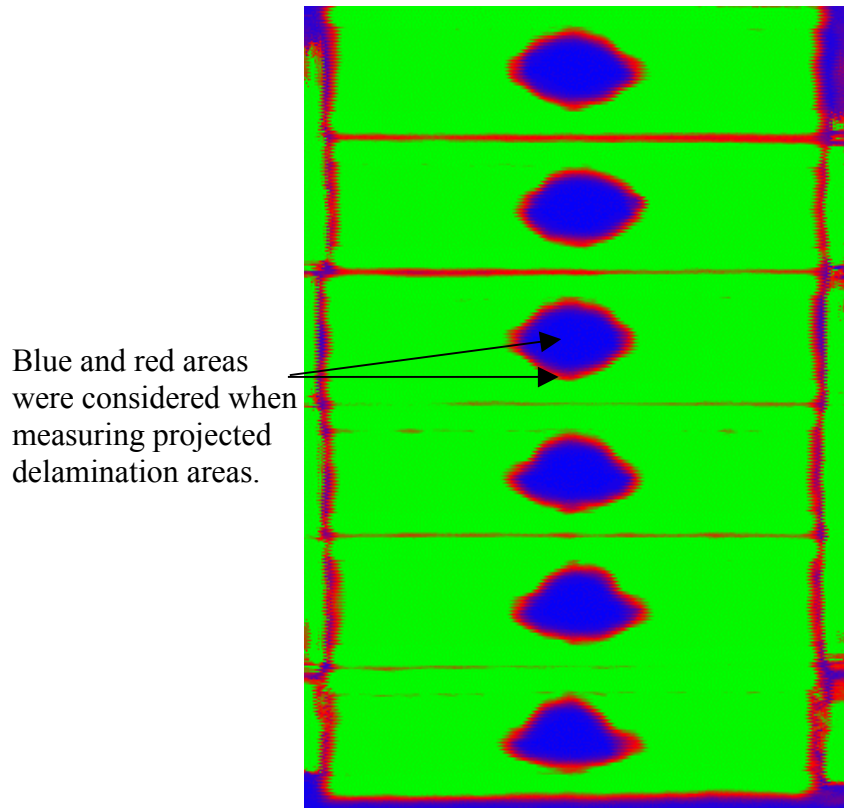 Blue and red areas
were considered when
measuring projected
delamination areas.